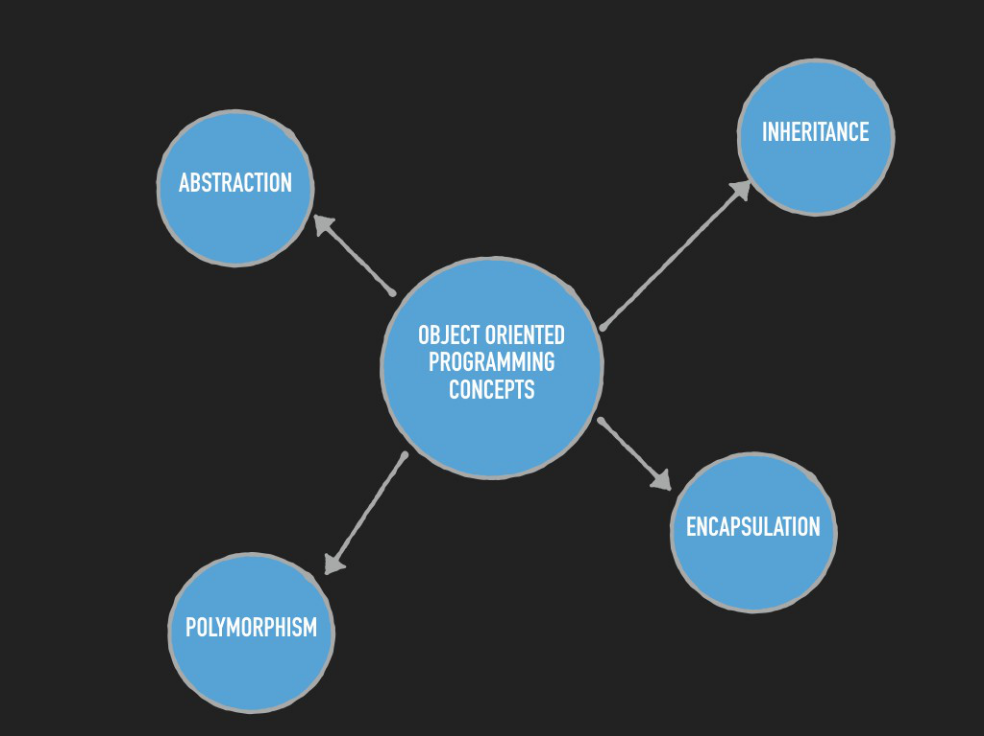 INHERITANCE
ABSTRACTION
OBJECT ORIENTED
PROGRAMMING
CONCEPTS
ENCAPSULATION
POLYMORPHISM